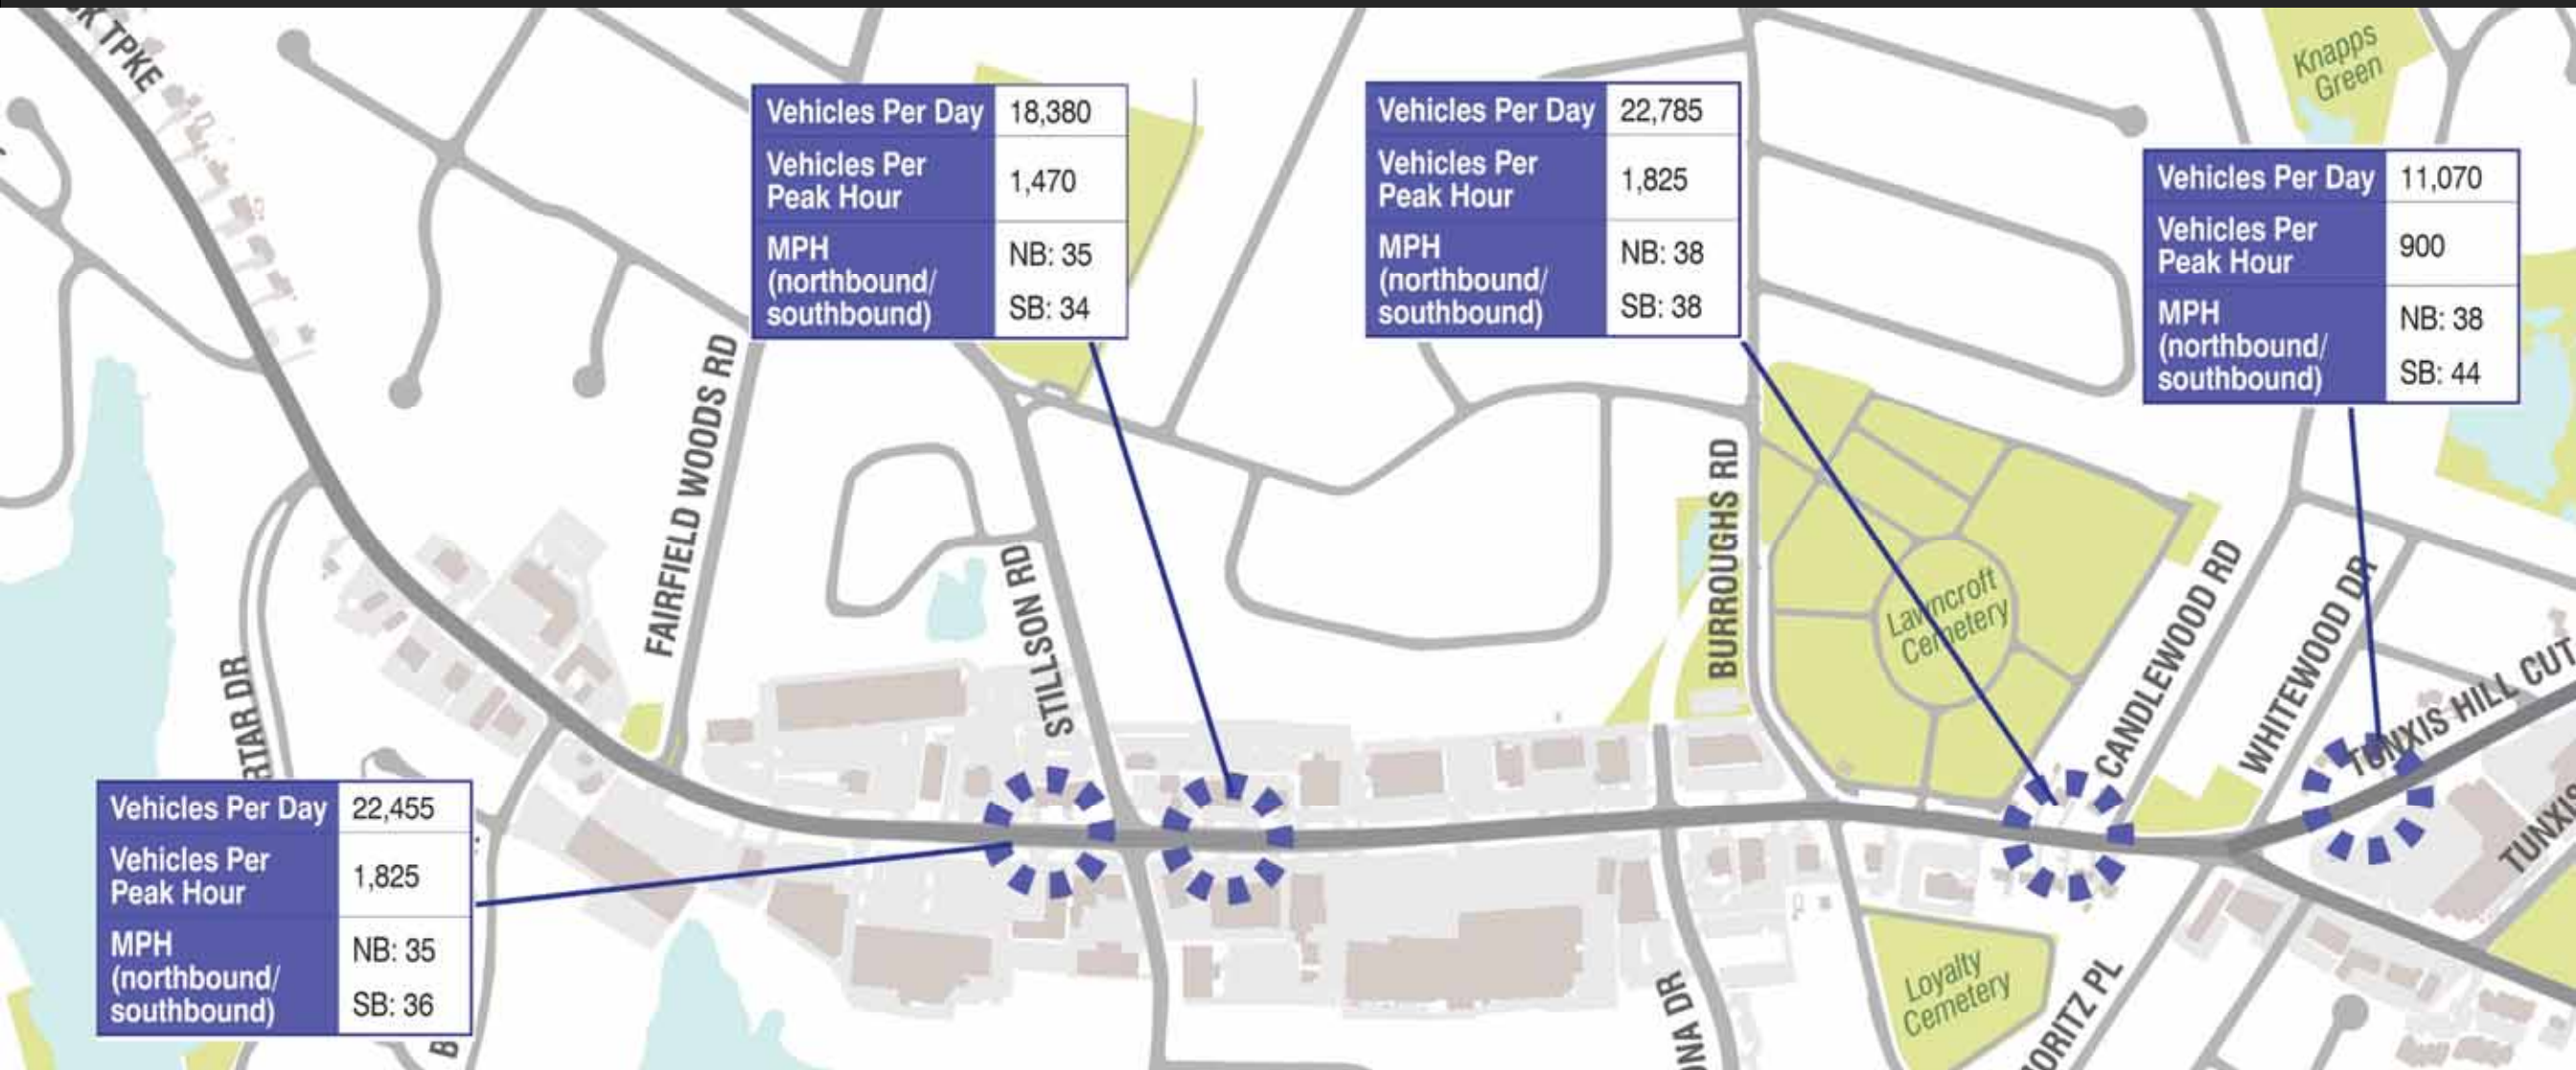 TPKE
Knapps
Green
Vehicles Per Day 18,380
Vehicles Per
Peak Hour 1,470
MPH
(northbound/
southbound)
NB: 35
SB: 34
Vehicles Per Day 22,785
Vehicles Per
Peak Hour 1,825
MPH
(northbound/
southbound)
NB: 38
SB: 38
Vehicles Per Day 11,070
Vehicles Per
Peak Hour 900
MPH
(northbound/
southbound)
NB: 38
SB: 44
FAIRFIELD WOODS RD
STILLSON RD
BURROUGHS RD
Lawncroft
Cemetery
CANDLEWOOD RD
WHITEWOOD DR
TUNXIS HILL CUT
TUNXIS
RTAR DR
Vehicles Per Day 22,455
Vehicles Per
Peak Hour 1,825
MPH
(northbound/
southbound)
NB: 35
SB: 36
B
Loyalty
Cemetery
ONA DR
MORITZ PL